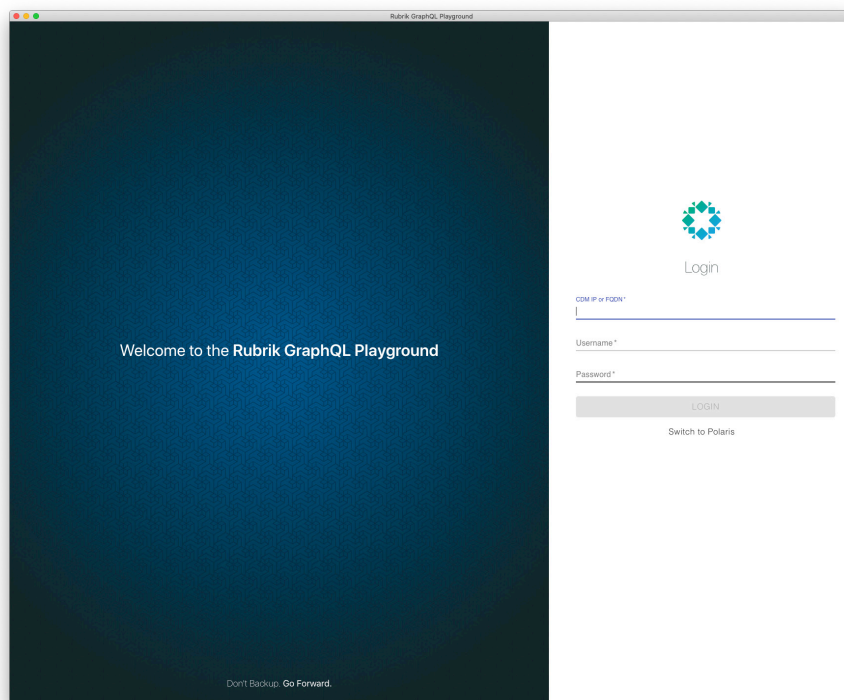 Rubrik GraphQL Playground
Welcome to the Rubrik GraphQL Playground
Don't Backup. Go Forward.
Login
CDM IP or FQDN *
Username *
Password *
LOGIN
Switch to Polaris